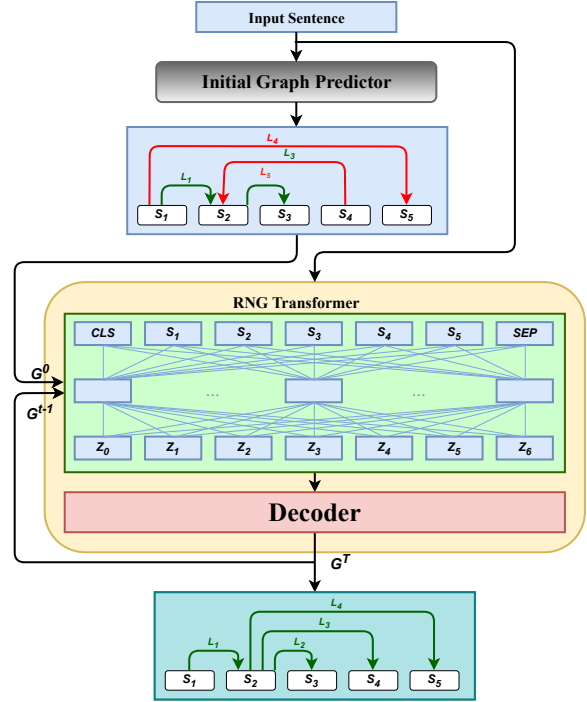 Input Sentence
Initial Graph Predictor
L4
L1 L5 L3
S1 S2 S3 S4 S5
RNG Transformer
CLS S1 S2 S3 S4 S5 SEP
G0
... ...
Gt-1
Z0 Z1 Z2 Z3 Z4 Z5 Z6
Decoder
GT
L4
L1 L3
L2
S1 S2 S3 S4 S5